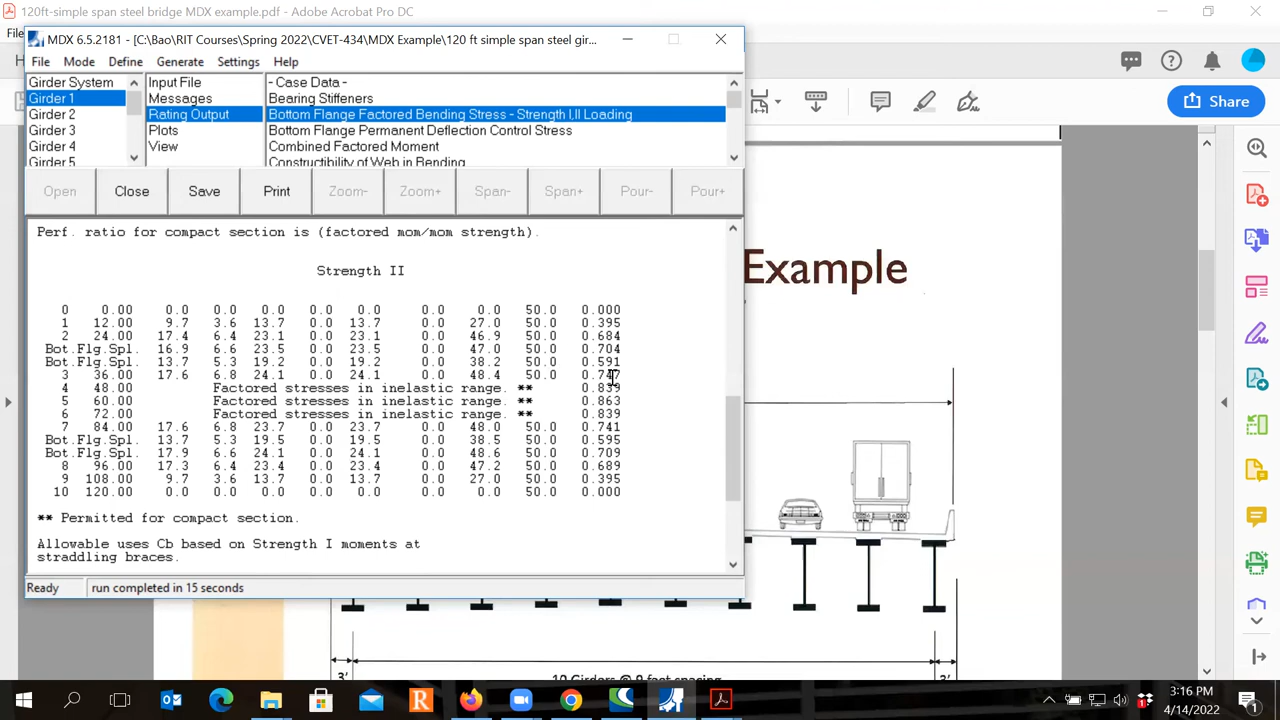 120ft-simple span steel bridge MDX example.pdf - Adobe Acrobat Pro DC
MDX 6.5.2181 - [C:\Bao\RIT Courses\Spring 2022\CVET-434\MDX Example\120 ft simple span steel gir...
File Mode Define Generate Settings Help
Girder System
Girder 1
Girder 2
Girder 3
Girder 4
Girder 5
Input File
Messages
Rating Output
Plots
View
- Case Data -
Bearing Stiffeners
Bottom Flange Factored Bending Stress - Strength I,II Loading
Bottom Flange Permanent Deflection Control Stress
Combined Factored Moment
Constructibility of Web in Bending
Open Close Save Print Zoom- Zoom+ Span- Span+ Pour- Pour+
Share
Perf. ratio for compact section is (factored mom/mom strength).
Strength II
0 0.00 0.0 0.0 0.0 0.0 0.0 0.0 0.0 50.0 0.000
1 12.00 9.7 3.6 13.7 0.0 13.7 0.0 27.0 50.0 0.395
2 24.00 17.4 6.4 23.1 0.0 23.1 0.0 46.9 50.0 0.684
Bot.Flg.Spl. 16.9 6.6 23.5 0.0 23.5 0.0 47.0 50.0 0.704
Bot.Flg.Spl. 13.7 5.3 19.2 0.0 19.2 0.0 38.2 50.0 0.591
3 36.00 17.6 6.8 24.1 0.0 24.1 0.0 48.4 50.0 0.747
4 48.00 Factored stresses in inelastic range. ** 0.839
5 60.00 Factored stresses in inelastic range. ** 0.863
6 72.00 Factored stresses in inelastic range. ** 0.839
7 84.00 17.6 6.8 23.7 0.0 23.7 0.0 48.0 50.0 0.741
Bot.Flg.Spl. 13.7 5.3 19.5 0.0 19.5 0.0 38.5 50.0 0.595
Bot.Flg.Spl. 17.9 6.6 24.1 0.0 24.1 0.0 48.6 50.0 0.709
8 96.00 17.3 6.4 23.4 0.0 23.4 0.0 47.2 50.0 0.689
9 108.00 9.7 3.6 13.7 0.0 13.7 0.0 27.0 50.0 0.395
10 120.00 0.0 0.0 0.0 0.0 0.0 0.0 0.0 50.0 0.000
** Permitted for compact section.
Allowable uses Cb based on Strength I moments at
straddling braces.
Ready run completed in 15 seconds
Example
3'
10 Girders @ 9 feet spacing
3'
3:16 PM
4/14/2022